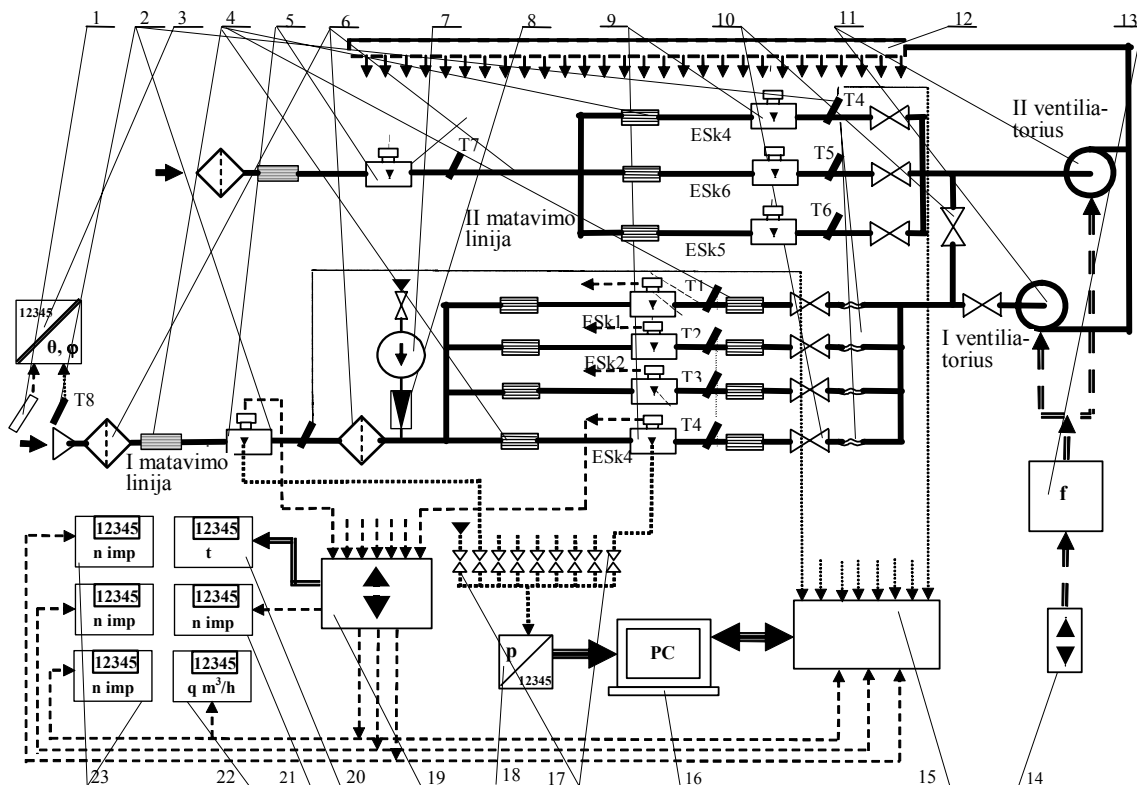 1 2 3 4 5 6 7 8 9 10 11 12 13
T4
ESk4
II ventilia-
torius
T7
T5
ESk6
II matavimo
linija
T6
ESk5
T1
ESk1
T2
ESk2
I ventilia-
torius
T3
12345
θ, φ
T8
T4
ESk4
I matavimo
linija
f
12345
n imp
12345
t
12345
n imp
12345
n imp
12345
n imp
12345
q m³/h
p
12345
PC
23 22 21 20 19 18 17 16 15 14